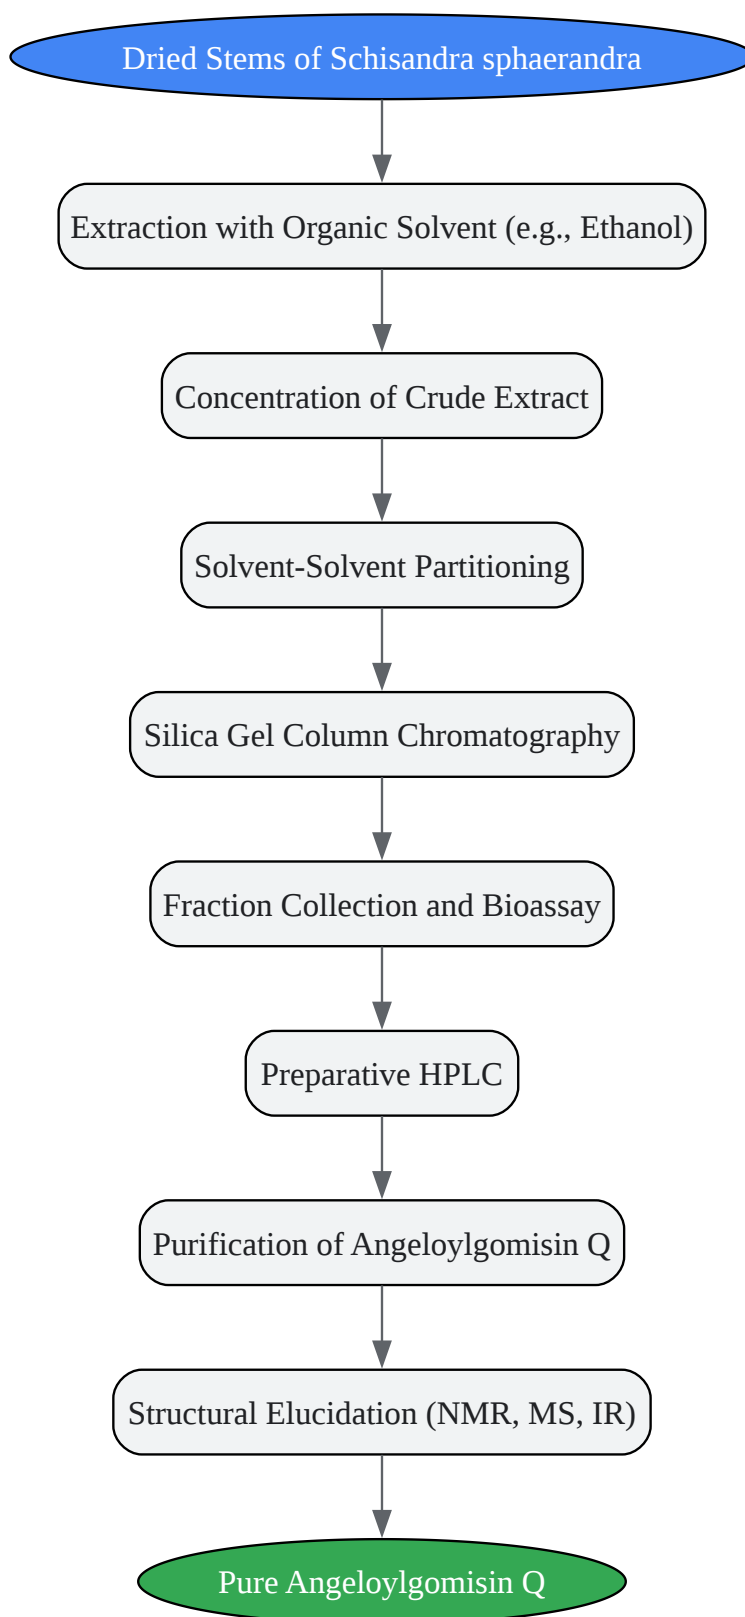 Dried Stems of Schisandra sphaerandra
Extraction with Organic Solvent (e.g., Ethanol)
Concentration of Crude Extract
Solvent-Solvent Partitioning
Silica Gel Column Chromatography
Fraction Collection and Bioassay
Preparative HPLC
Purification of Angeloylgomisin Q
Structural Elucidation (NMR, MS, IR)
Pure Angeloylgomisin Q